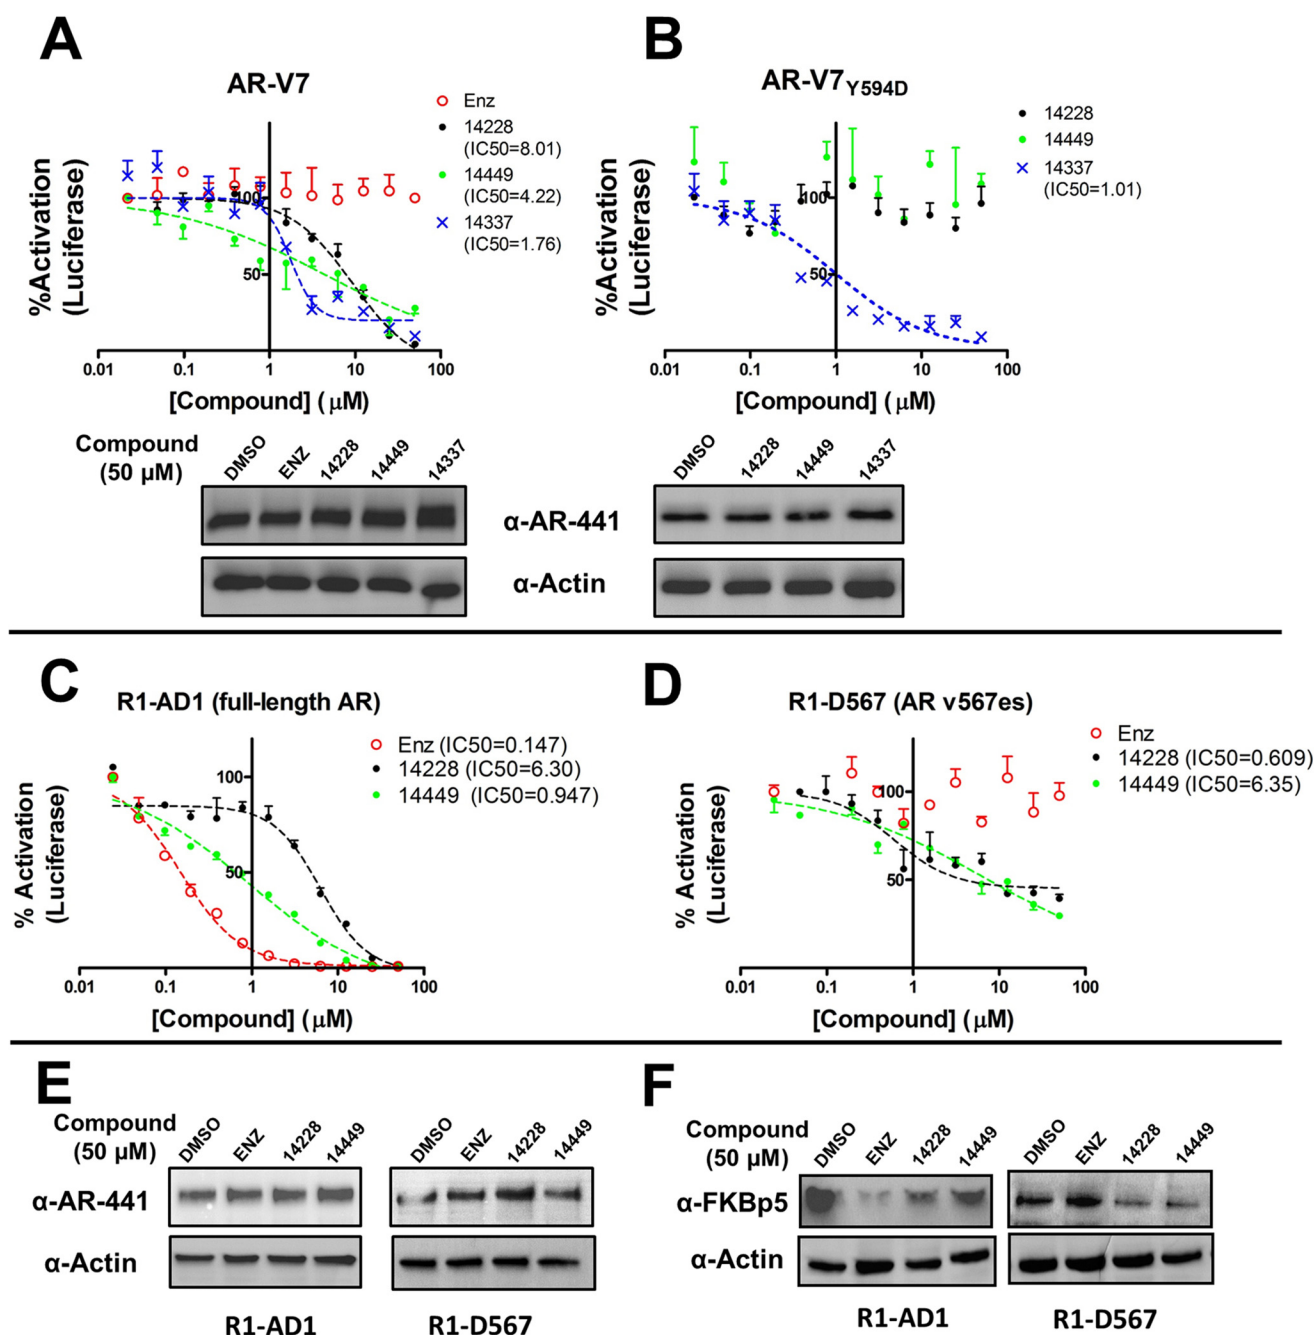 A
AR-V7
%Activation
(Luciferase)
100
50
0.01 0.1 1 10 100
[Compound] (μM)
Enz
14228
(IC50=8.01)
14449
(IC50=4.22)
14337
(IC50=1.76)
B
AR-V7Y594D
%Activation
(Luciferase)
100
50
0.01 0.1 1 10 100
[Compound] (μM)
14228
14449
14337
(IC50=1.01)
Compound
(50 μM)
DMSO ENZ 14228 14449 14337
DMSO 14228 14449 14337
α-AR-441
α-Actin
C
R1-AD1 (full-length AR)
% Activation
(Luciferase)
100
50
0.01 0.1 1 10 100
[Compound] (μM)
Enz (IC50=0.147)
14228 (IC50=6.30)
14449 (IC50=0.947)
D
R1-D567 (AR v567es)
% Activation
(Luciferase)
100
50
0.01 0.1 1 10 100
[Compound] (μM)
Enz
14228 (IC50=0.609)
14449 (IC50=6.35)
E
Compound
(50 μM)
DMSO ENZ 14228 14449
DMSO ENZ 14228 14449
α-AR-441
α-Actin
R1-AD1 R1-D567
F
Compound
(50 μM)
DMSO ENZ 14228 14449
DMSO ENZ 14228 14449
α-FKBp5
α-Actin
R1-AD1 R1-D567